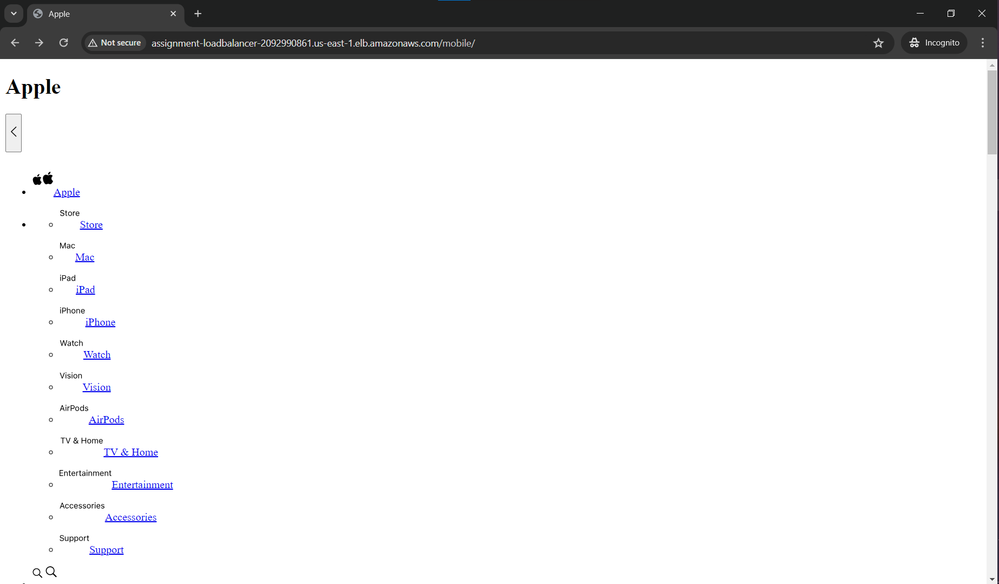 Apple
Not secure
assignment-loadbalancer-2092990861.us-east-1.elb.amazonaws.com/mobile/
Incognito
Apple
Apple
Store
Store
Mac
Mac
iPad
iPad
iPhone
iPhone
Watch
Watch
Vision
Vision
AirPods
AirPods
TV & Home
TV & Home
Entertainment
Entertainment
Accessories
Accessories
Support
Support